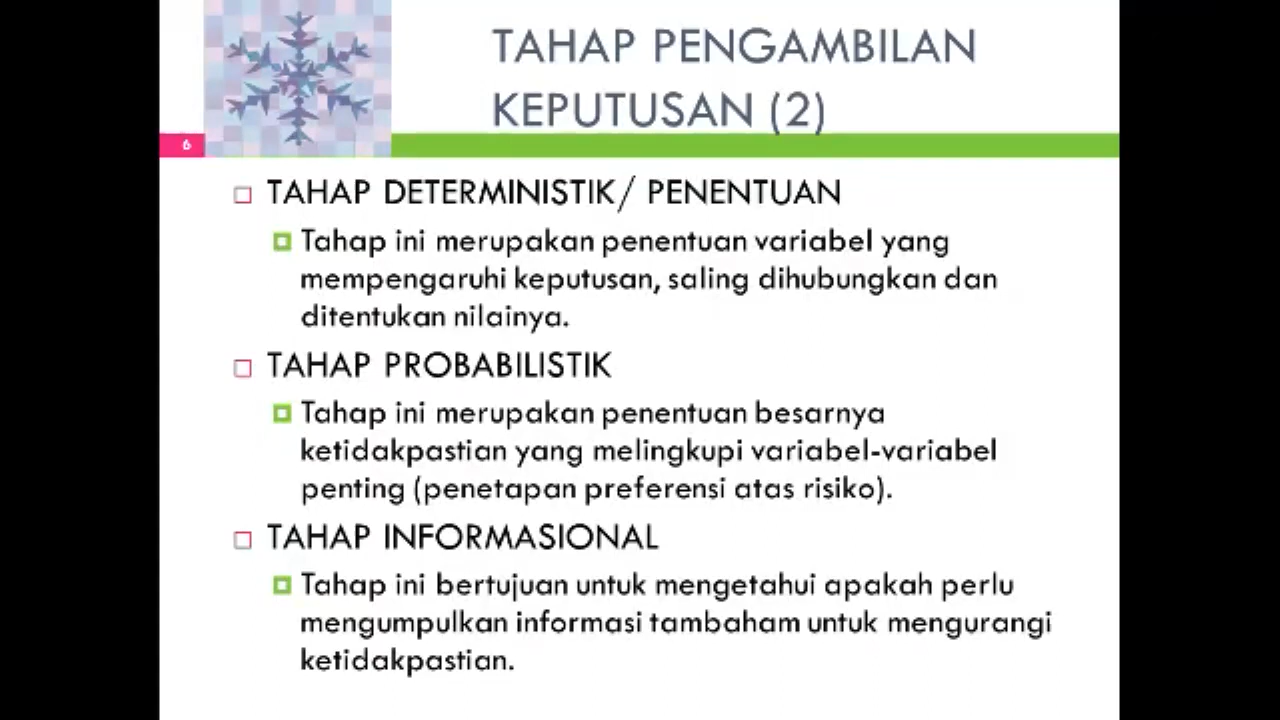 TAHAP PENGAMBILAN
KEPUTUSAN (2)
6
TAHAP DETERMINISTIK/ PENENTUAN
Tahap ini merupakan penentuan variabel yang
mempengaruhi keputusan, saling dihubungkan dan
ditentukan nilainya.
TAHAP PROBABILISTIK
Tahap ini merupakan penentuan besarnya
ketidakpastian yang melingkupi variabel-variabel
penting (penetapan preferensi atas risiko).
TAHAP INFORMASIONAL
Tahap ini bertujuan untuk mengetahui apakah perlu
mengumpulkan informasi tambaham untuk mengurangi
ketidakpastian.